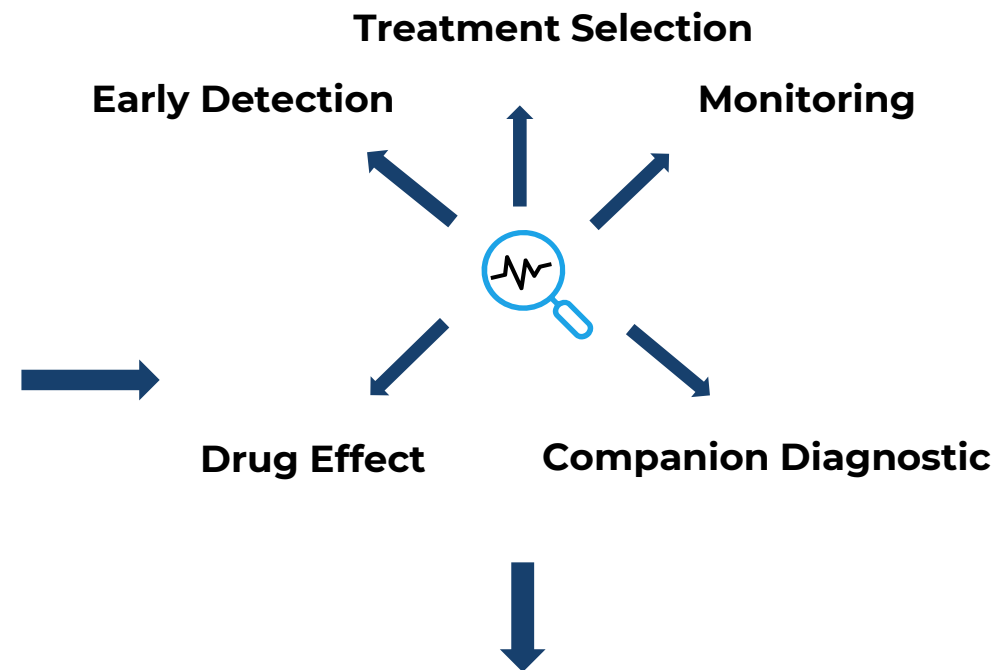 Treatment Selection
Early Detection
Monitoring
Drug Effect
Companion Diagnostic